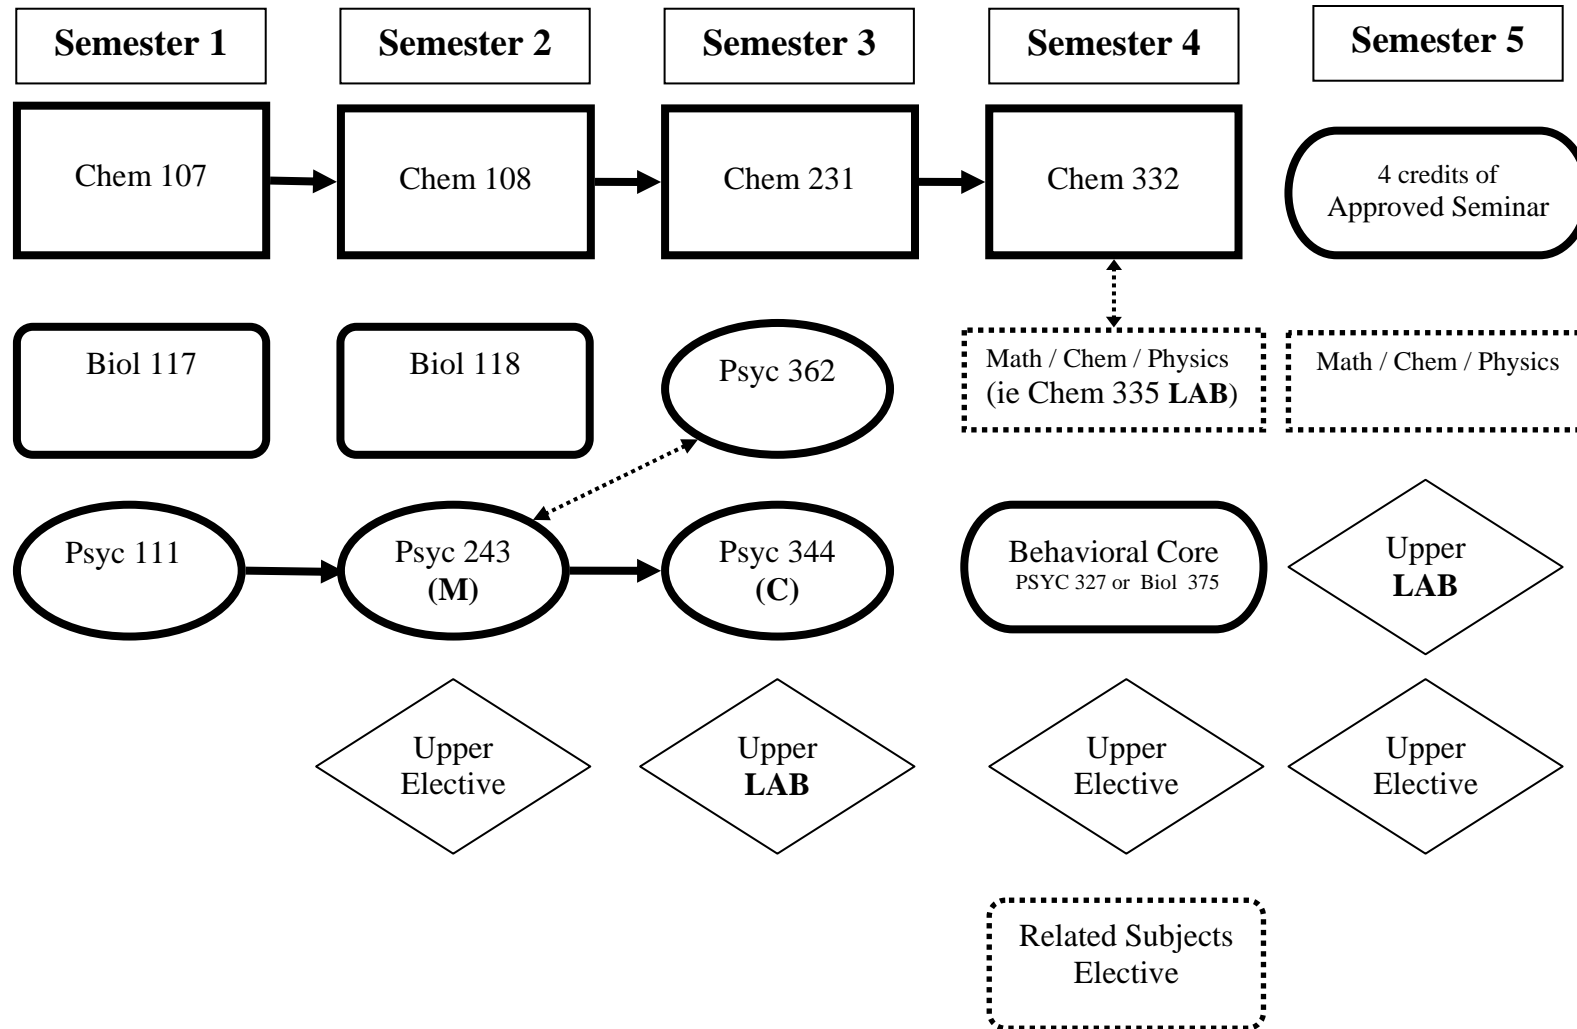 Semester 1
Semester 2
Semester 3
Semester 4
Semester 5
Chem 107
Chem 108
Chem 231
Chem 332
4 credits of
Approved Seminar
Biol 117
Biol 118
Psyc 362
Math / Chem / Physics
(ie Chem 335 LAB)
Math / Chem / Physics
Psyc 111
Psyc 243
(M)
Psyc 344
(C)
Behavioral Core
PSYC 327 or Biol 375
Upper
LAB
Upper
Elective
Upper
LAB
Upper
Elective
Upper
Elective
Related Subjects
Elective